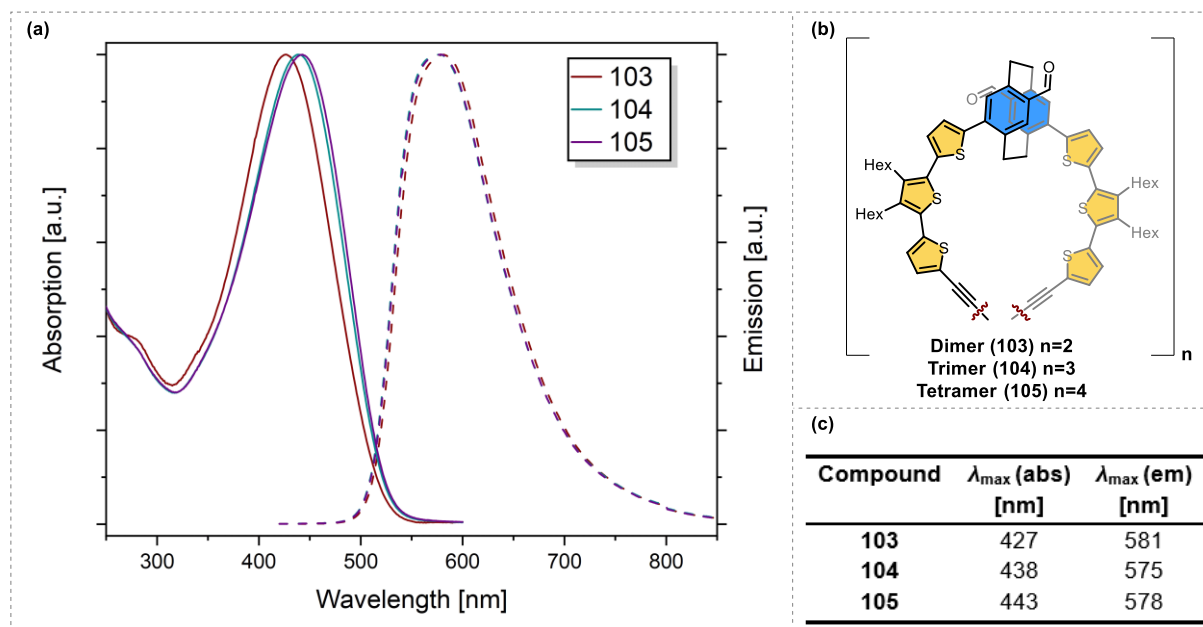 (a)
103
104
105
Absorption [a.u.]
Emission [a.u.]
300 400 500 600 700 800
Wavelength [nm]
(b)
O
O
S
S
Hex
Hex
S
S
Hex
Hex
S
S
n
Dimer (103) n=2
Trimer (104) n=3
Tetramer (105) n=4
(c)
Compound λmax (abs) λmax (em)
[nm] [nm]
103 427 581
104 438 575
105 443 578